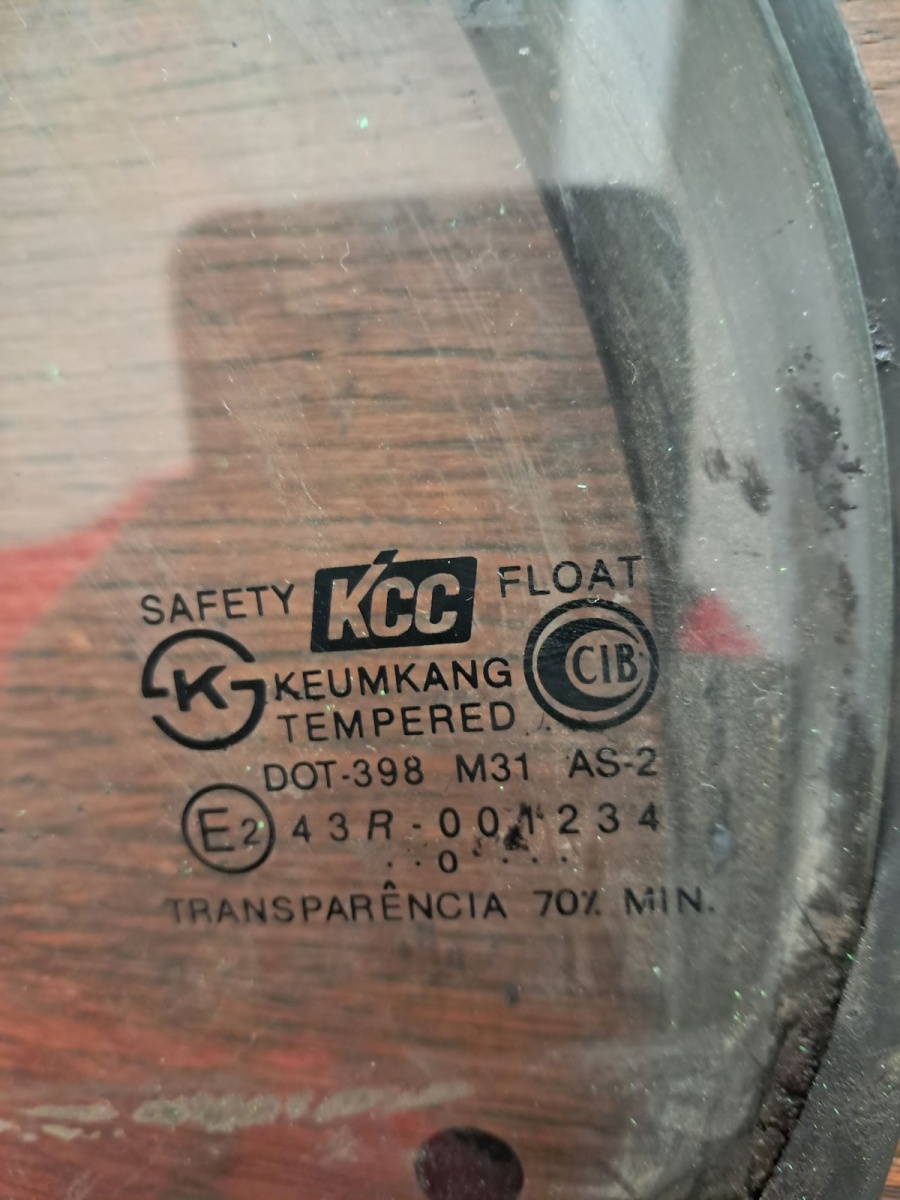 SAFETY KCC FLOAT
K KEUMKANG CIB
TEMPERED
DOT-398 M31 AS-2
E2 43R-001234
. . 0 . . . .
TRANSPARÊNCIA 70% MIN.